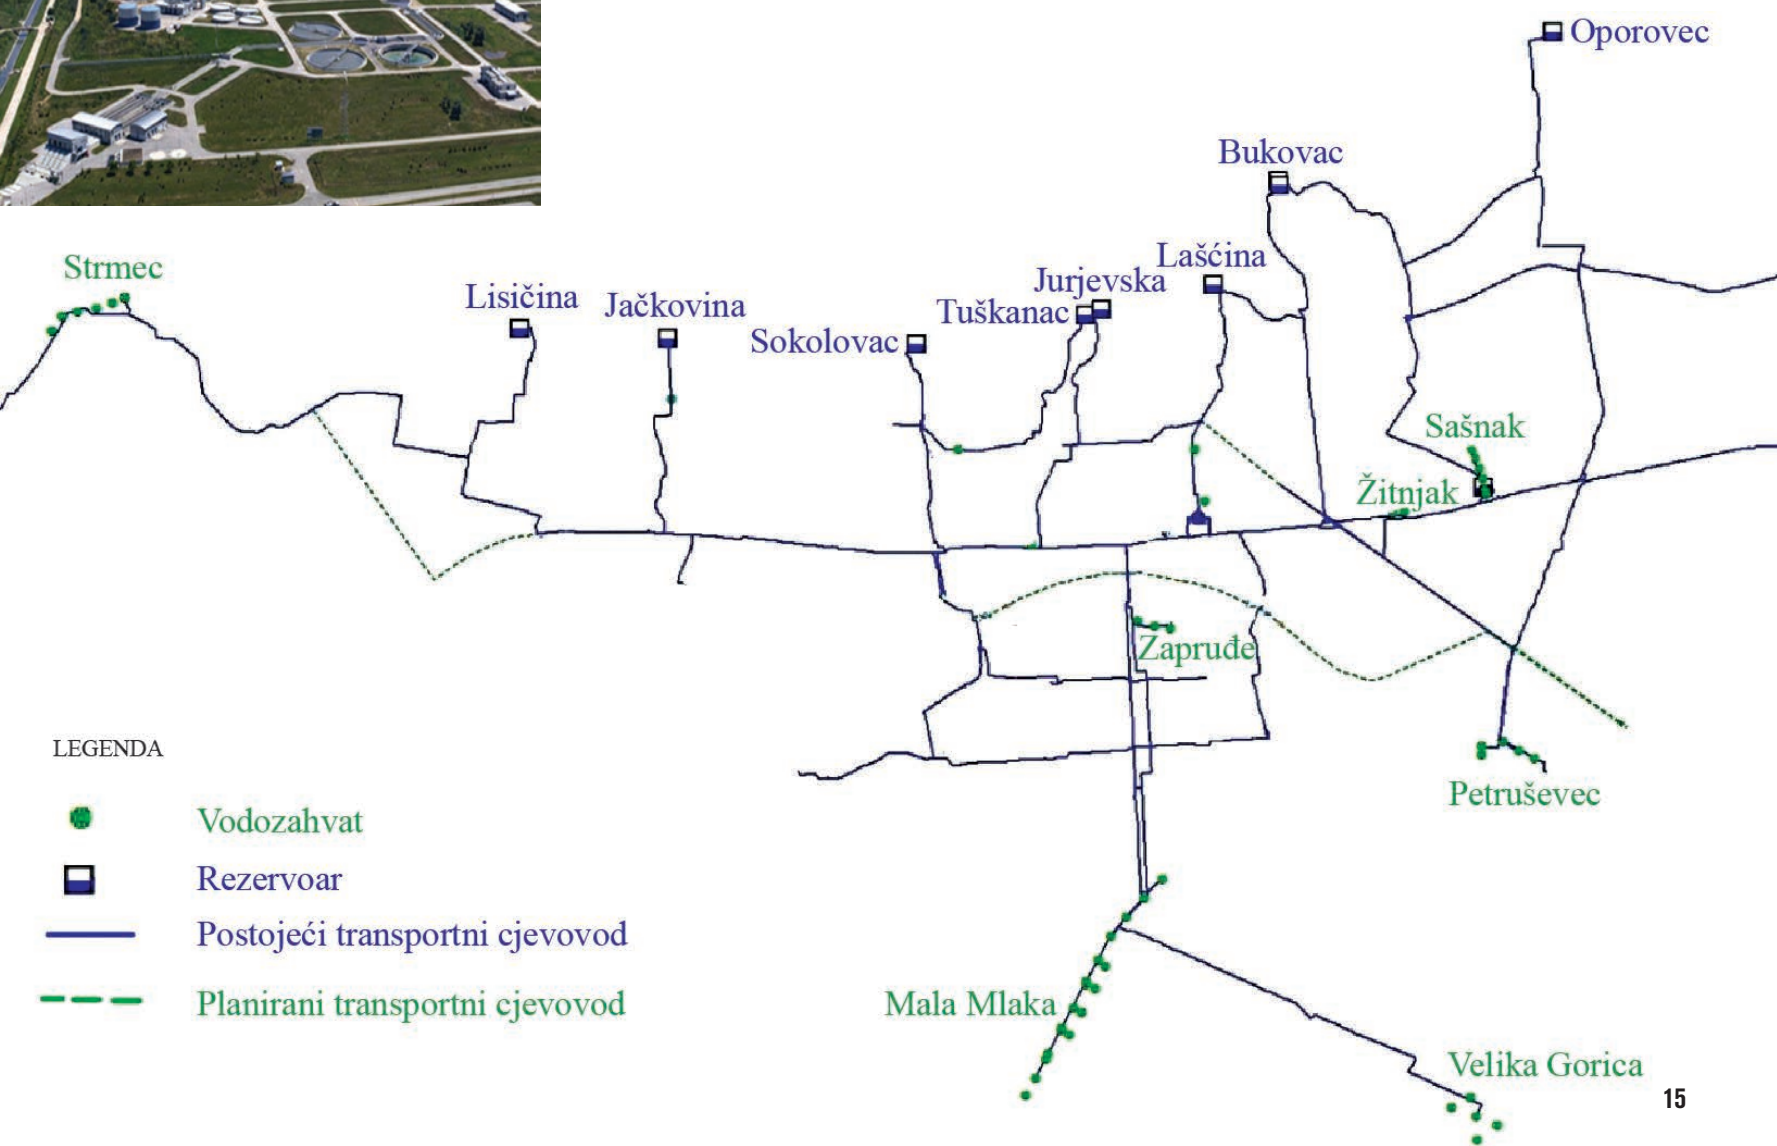 Oporovec
Bukovac
Lašćina
Strmec
Jurjevska
Lisičina
Jačkovina
Tuškanac
Sokolovac
Sašnak
Žitnjak
Zapruđe
LEGENDA
Petruševec
Vodozahvat
Rezervoar
Postojeći transportni cjevovod
Planirani transportni cjevovod
Mala Mlaka
Velika Gorica
15